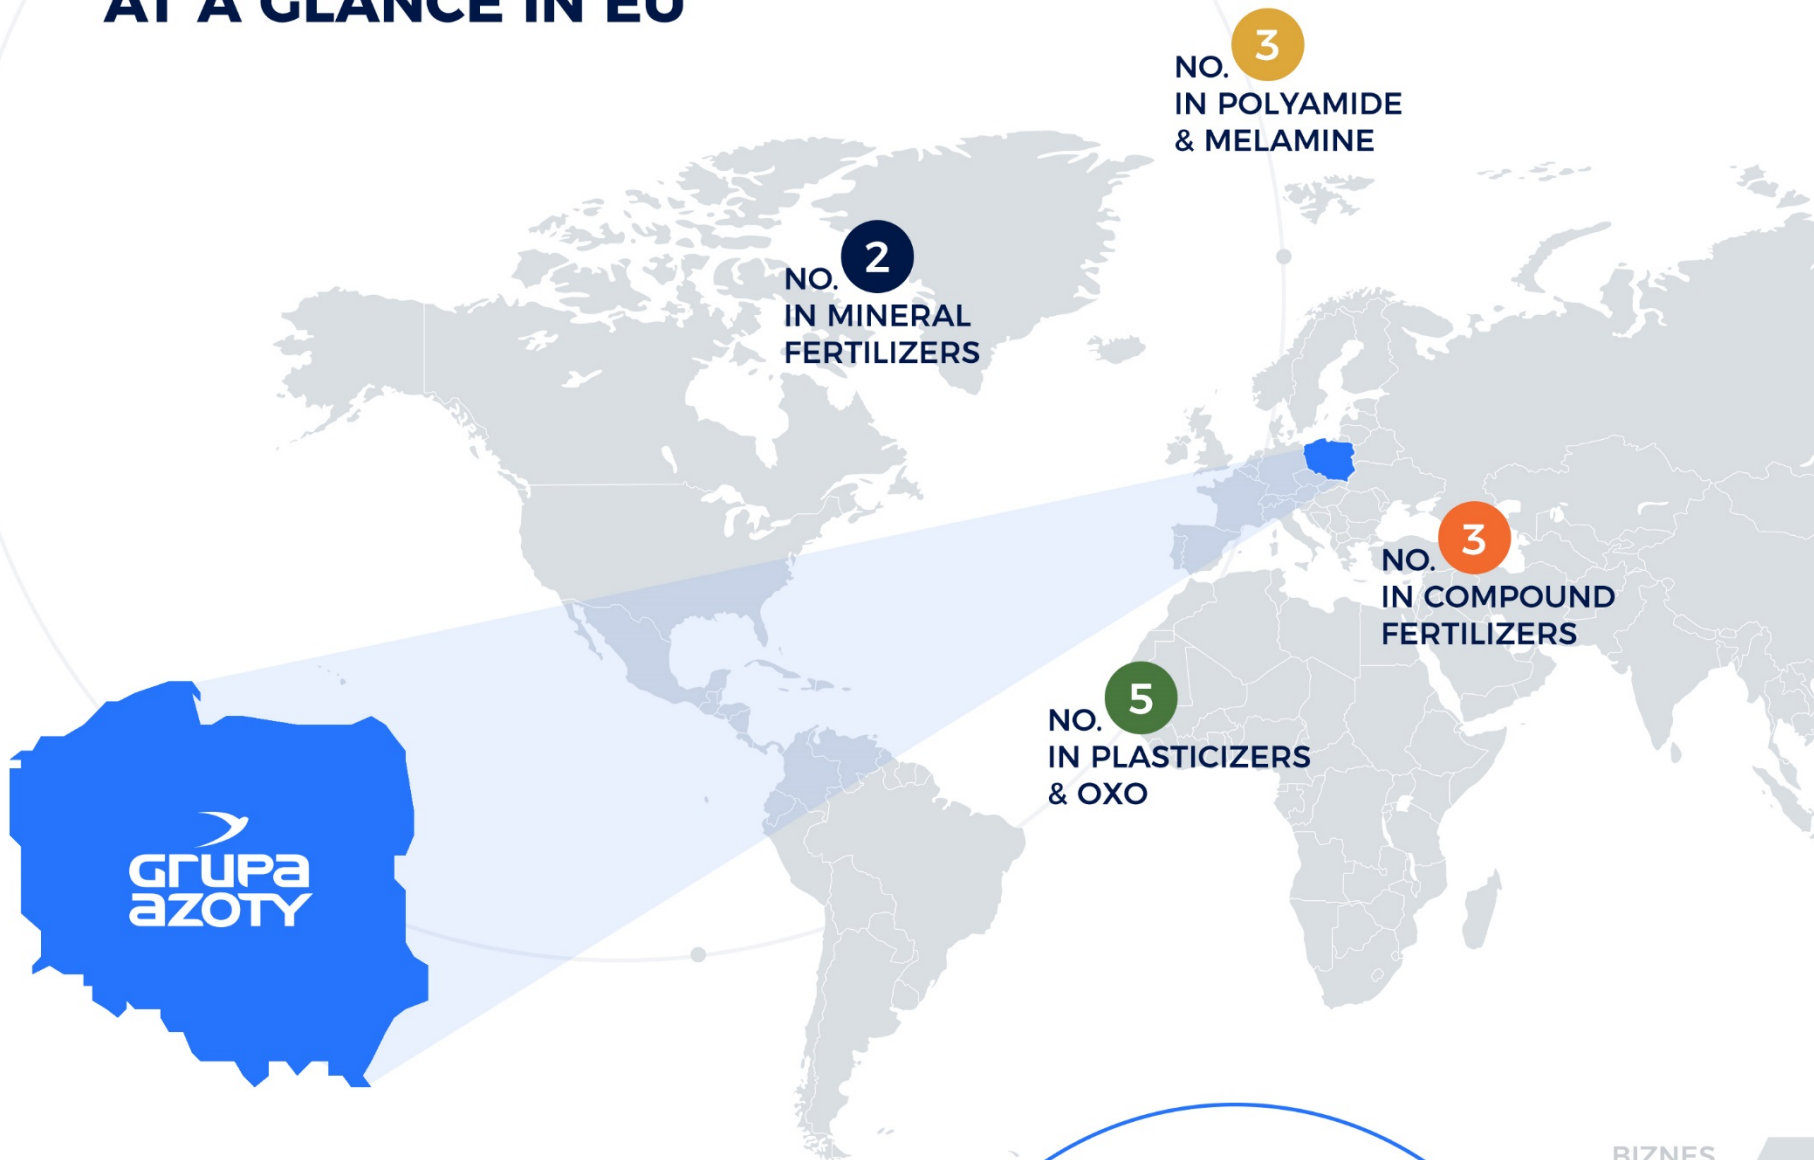 AT A GLANCE IN EU
3
NO.
IN POLYAMIDE
& MELAMINE
2
NO.
IN MINERAL
FERTILIZERS
3
NO.
IN COMPOUND
FERTILIZERS
5
NO.
IN PLASTICIZERS
& OXO
GRUPA
AZOTY
BIZNES